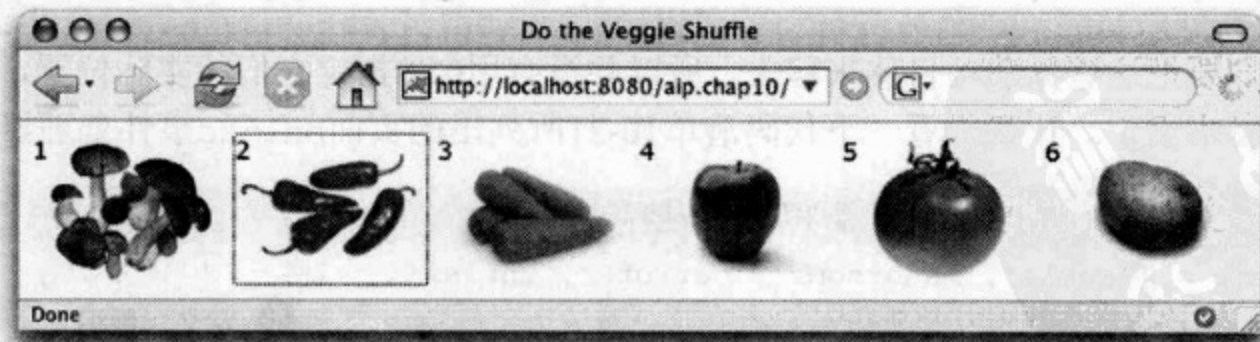 Do the Veggie Shuffle
http://localhost:8080/aip.chap10/
G
1 2 3 4 5 6
Done